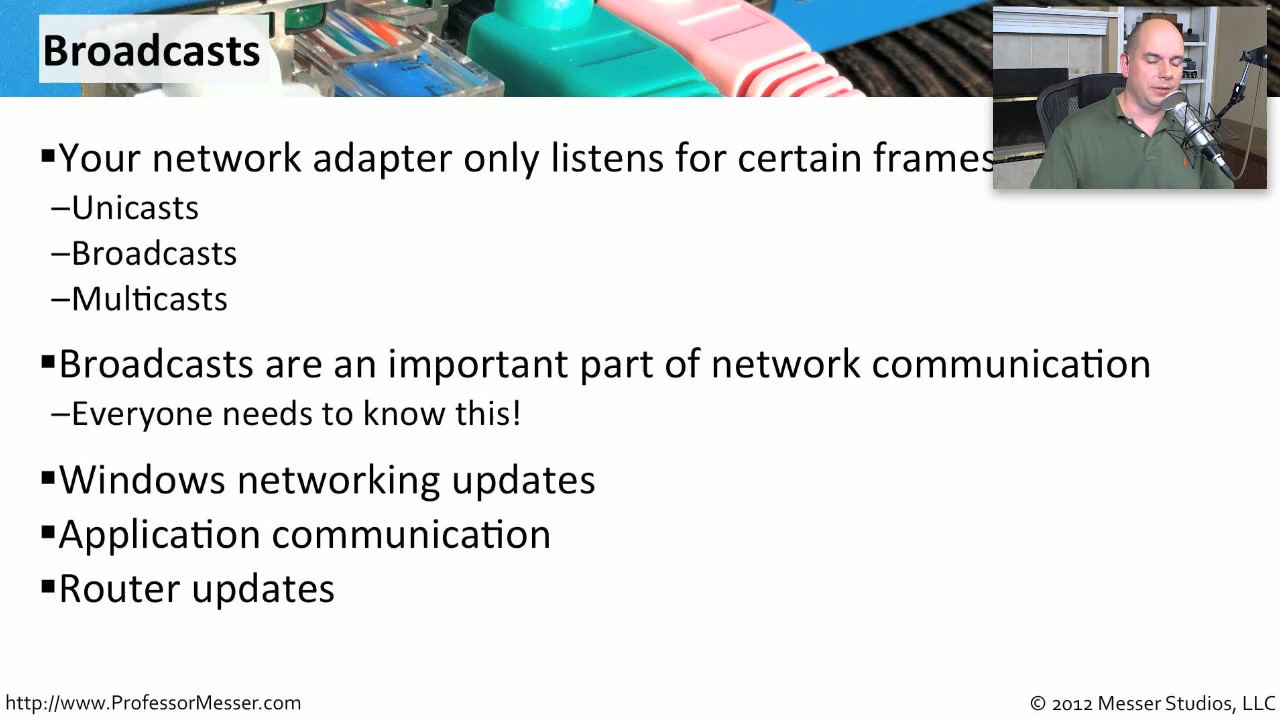 Broadcasts
▪Your network adapter only listens for certain frames
–Unicasts
–Broadcasts
–Multicasts
▪Broadcasts are an important part of network communication
–Everyone needs to know this!
▪Windows networking updates
▪Application communication
▪Router updates
http://www.ProfessorMesser.com
© 2012 Messer Studios, LLC